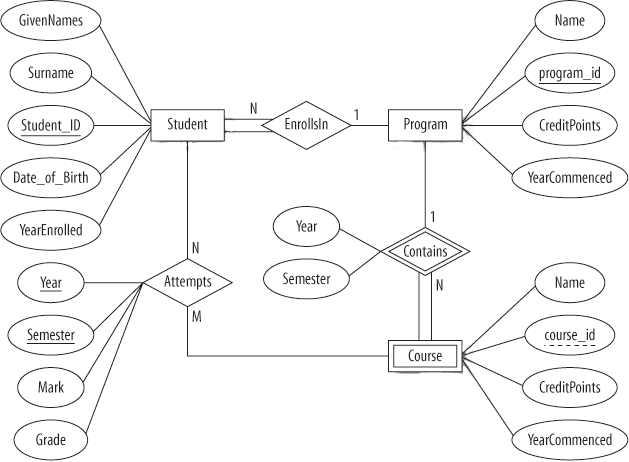 GivenNames
Surname
Student_ID
Date_of_Birth
YearEnrolled
Student
N
EnrollsIn
1
Program
Name
program_id
CreditPoints
YearCommenced
N
Attempts
M
Year
Semester
Mark
Grade
1
Year
Semester
Contains
N
Course
Name
course_id
CreditPoints
YearCommenced